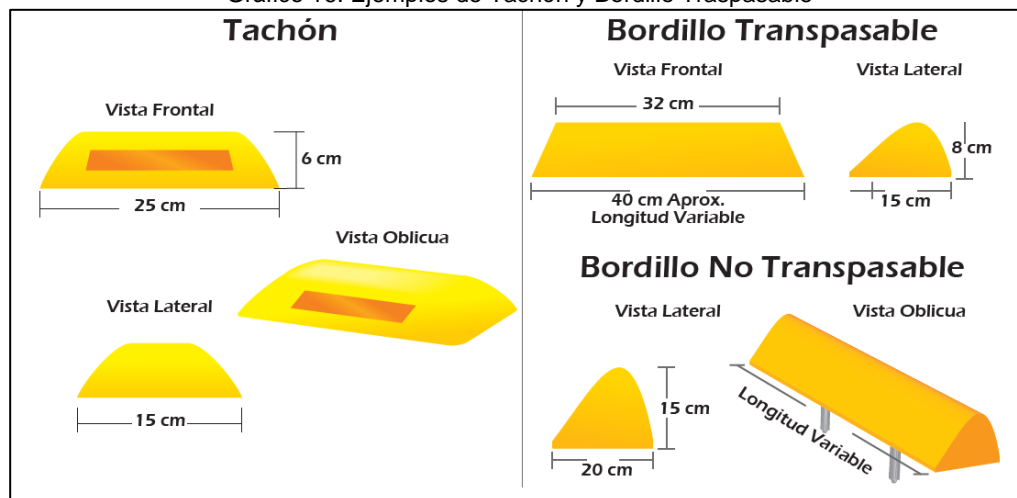 Tachón
Vista Frontal
6 cm
25 cm
Vista Oblicua
Vista Lateral
15 cm
Bordillo Transpasable
Vista Frontal
32 cm
40 cm Aprox.
Longitud Variable
Vista Lateral
8 cm
15 cm
Bordillo No Transpasable
Vista Lateral
15 cm
20 cm
Vista Oblicua
Longitud Variable